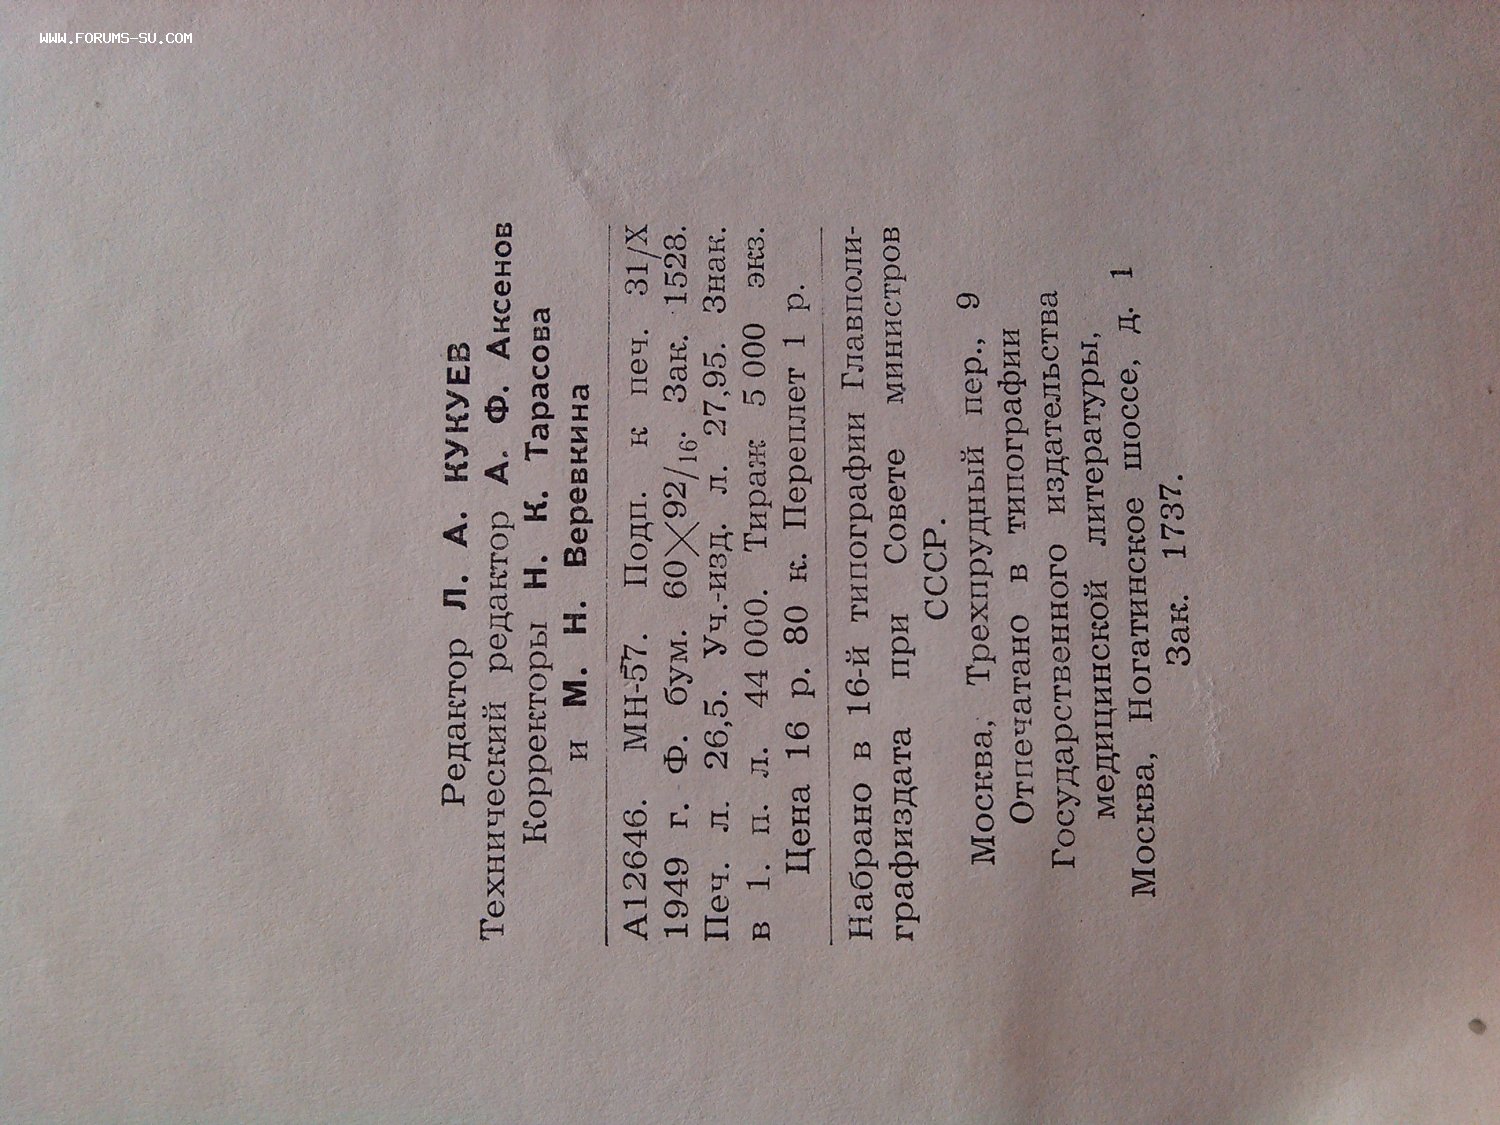 WWW.FORUMS-SU.COM
Редактор Л. А. КУКУЕВ
Технический редактор А. Ф. Аксенов
Корректоры Н. К. Тарасова
и М. Н. Веревкина
А12646. МН-57. Подп. к печ. 31/X
1949 г. Ф. бум. 60×92/16. Зак. 1528.
Печ. л. 26,5. Уч.-изд. л. 27,95. Знак.
в 1. п. л. 44 000. Тираж 5 000 экз.
Цена 16 р. 80 к. Переплет 1 р.
Набрано в 16-й типографии Главполи-
графиздата при Совете министров
СССР.
Москва, Трехпрудный пер., 9
Отпечатано в типографии
Государственного издательства
медицинской литературы,
Москва, Ногатинское шоссе, д. 1
Зак. 1737.